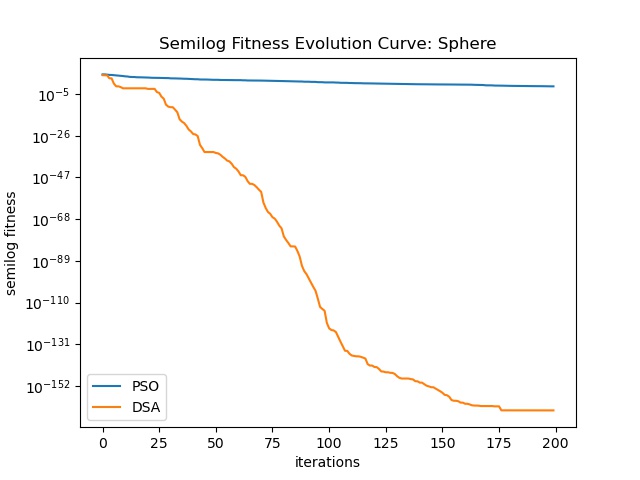 Semilog Fitness Evolution Curve: Sphere
semilog fitness
10^-5
10^-26
10^-47
10^-68
10^-89
10^-110
10^-131
10^-152
PSO
DSA
0 25 50 75 100 125 150 175 200
iterations